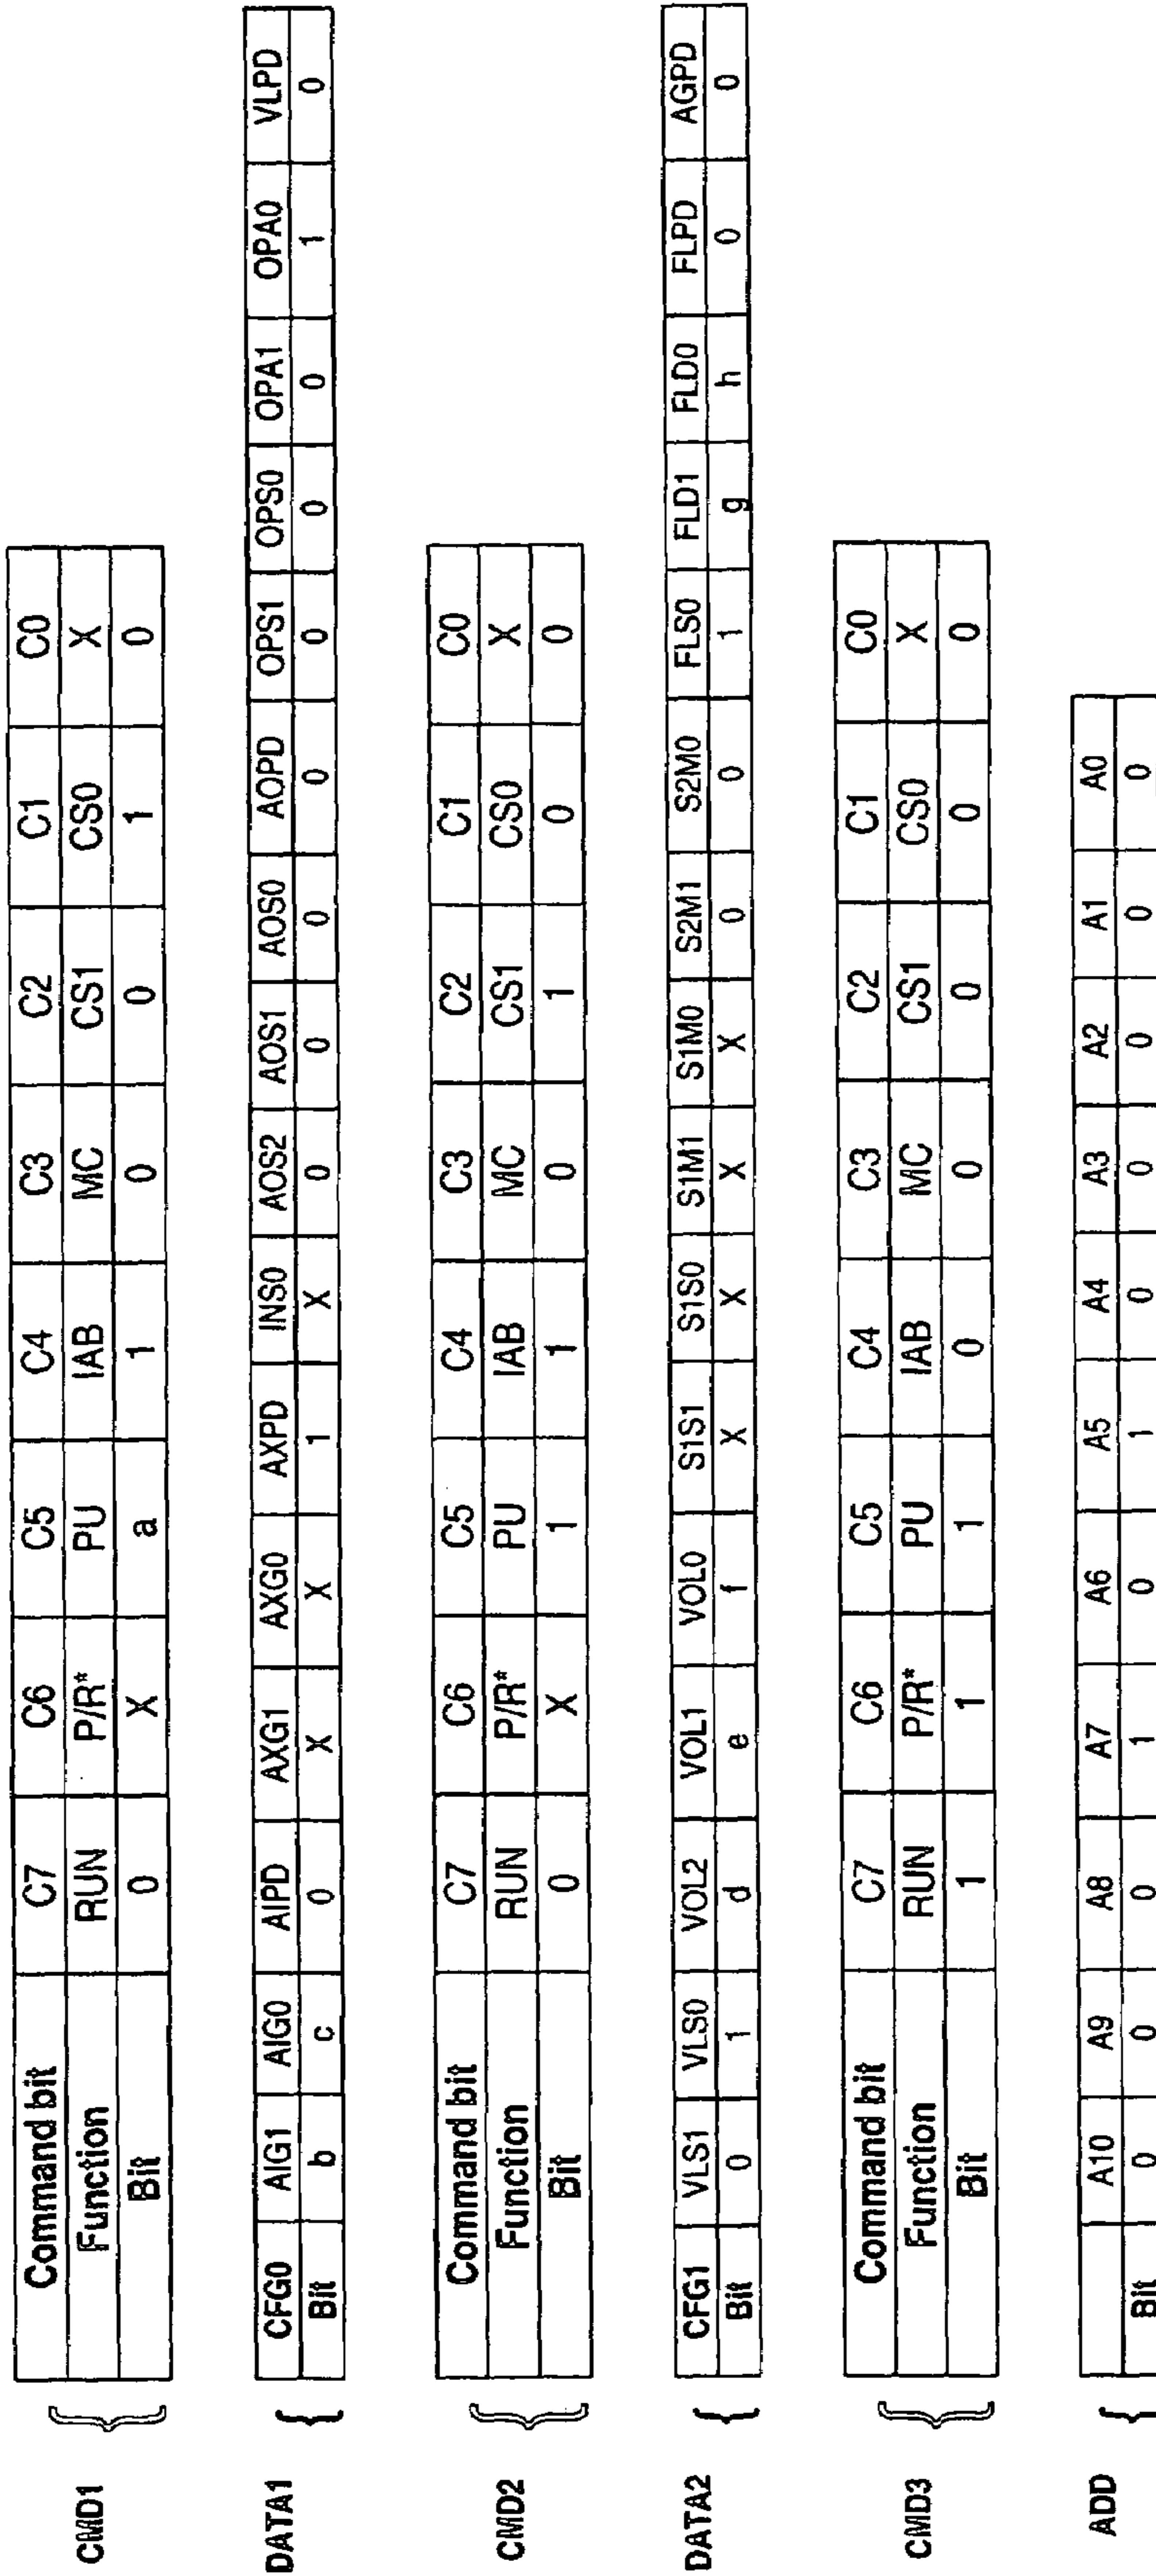 CMD1
Command bit C7 C6 C5 C4 C3 C2 C1 C0
Function RUN P/R* PU IAB MC CS1 CS0 X
Bit 0 X a 1 0 0 1 0
DATA1
CFG0 AIG1 AIG0 AIPD AXG1 AXG0 AXPD INS0 AOS2 AOS1 AOS0 AOPD OPS1 OPS0 OPA1 OPA0 VLPD
Bit b c 0 X X 1 X 0 0 0 0 0 0 0 1 0
CMD2
Command bit C7 C6 C5 C4 C3 C2 C1 C0
Function RUN P/R* PU IAB MC CS1 CS0 X
Bit 0 X 1 1 0 1 0 0
DATA2
CFG1 VLS1 VLS0 VOL2 VOL1 VOL0 S1S1 S1S0 S1M1 S1M0 S2M1 S2M0 FLS0 FLD1 FLD0 FLPD AGPD
Bit 0 1 d e f X X X X 0 0 1 g h 0 0
CMD3
Command bit C7 C6 C5 C4 C3 C2 C1 C0
Function RUN P/R* PU IAB MC CS1 CS0 X
Bit 1 1 1 0 0 0 0 0
ADD
A10 A9 A8 A7 A6 A5 A4 A3 A2 A1 A0
Bit 0 0 0 1 0 1 0 0 0 0 0